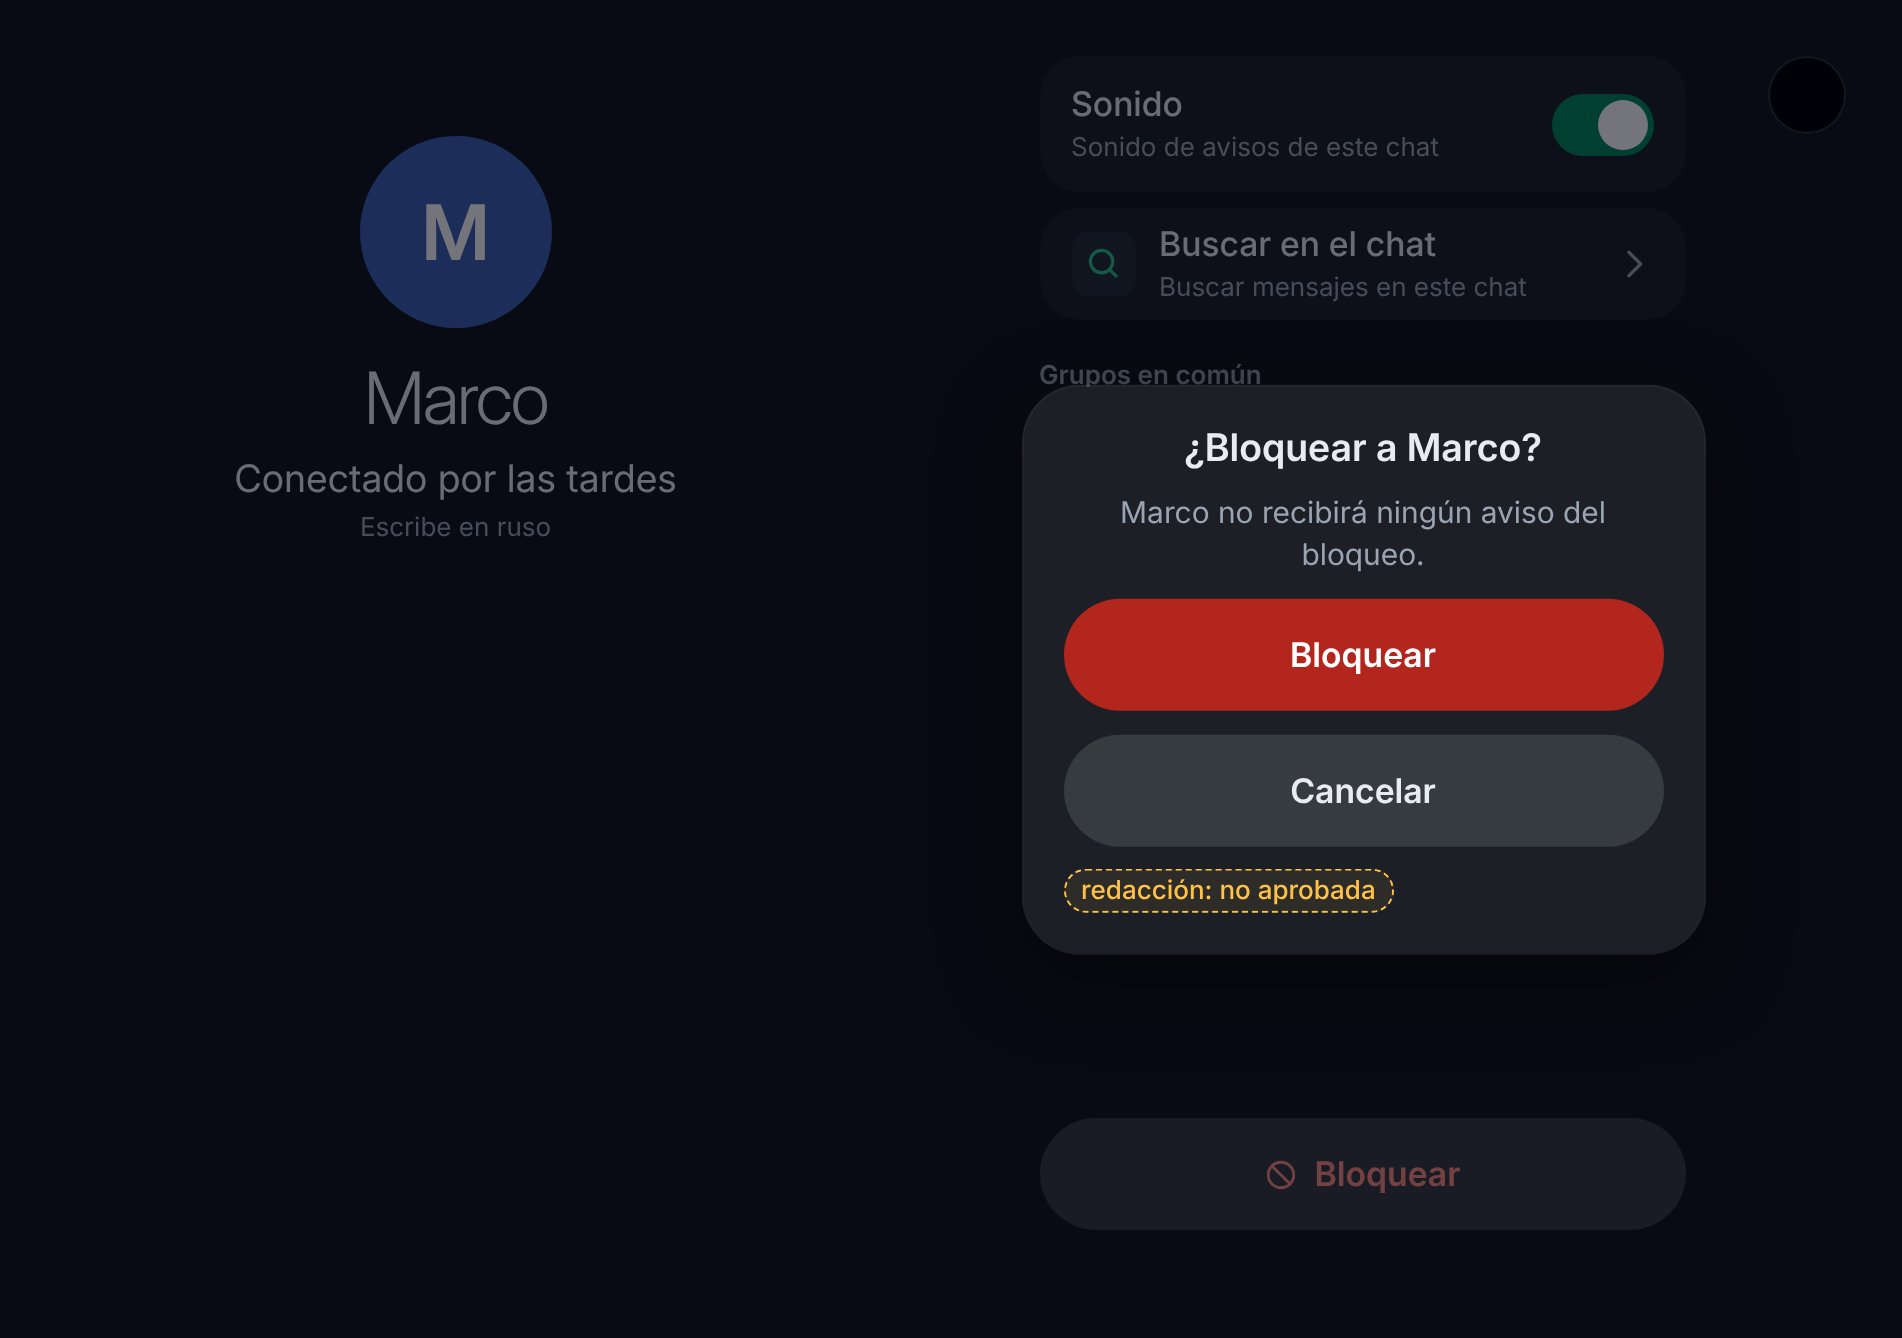 M
Marco
Conectado por las tardes
Escribe en ruso
Sonido
Sonido de avisos de este chat
Buscar en el chat
Buscar mensajes en este chat
Grupos en común
¿Bloquear a Marco?
Marco no recibirá ningún aviso del
bloqueo.
Bloquear
Cancelar
redacción: no aprobada
Bloquear